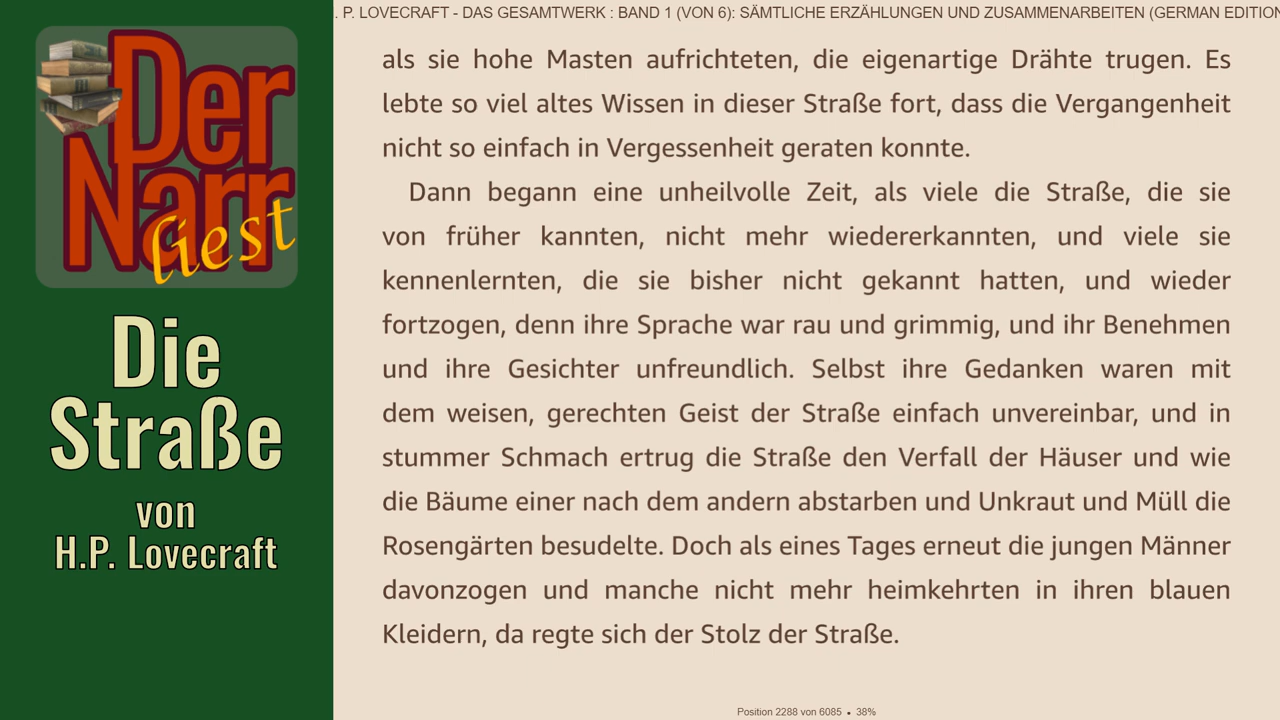 Der
Narr
liest
Die
Straße
von
H.P. Lovecraft
. P. LOVECRAFT - DAS GESAMTWERK : BAND 1 (VON 6): SÄMTLICHE ERZÄHLUNGEN UND ZUSAMMENARBEITEN (GERMAN EDITION
als sie hohe Masten aufrichteten, die eigenartige Drähte trugen. Es
lebte so viel altes Wissen in dieser Straße fort, dass die Vergangenheit
nicht so einfach in Vergessenheit geraten konnte.
Dann begann eine unheilvolle Zeit, als viele die Straße, die sie
von früher kannten, nicht mehr wiedererkannten, und viele sie
kennenlernten, die sie bisher nicht gekannt hatten, und wieder
fortzogen, denn ihre Sprache war rau und grimmig, und ihr Benehmen
und ihre Gesichter unfreundlich. Selbst ihre Gedanken waren mit
dem weisen, gerechten Geist der Straße einfach unvereinbar, und in
stummer Schmach ertrug die Straße den Verfall der Häuser und wie
die Bäume einer nach dem andern abstarben und Unkraut und Müll die
Rosengärten besudelte. Doch als eines Tages erneut die jungen Männer
davonzogen und manche nicht mehr heimkehrten in ihren blauen
Kleidern, da regte sich der Stolz der Straße.
Position 2288 von 6085 • 38%